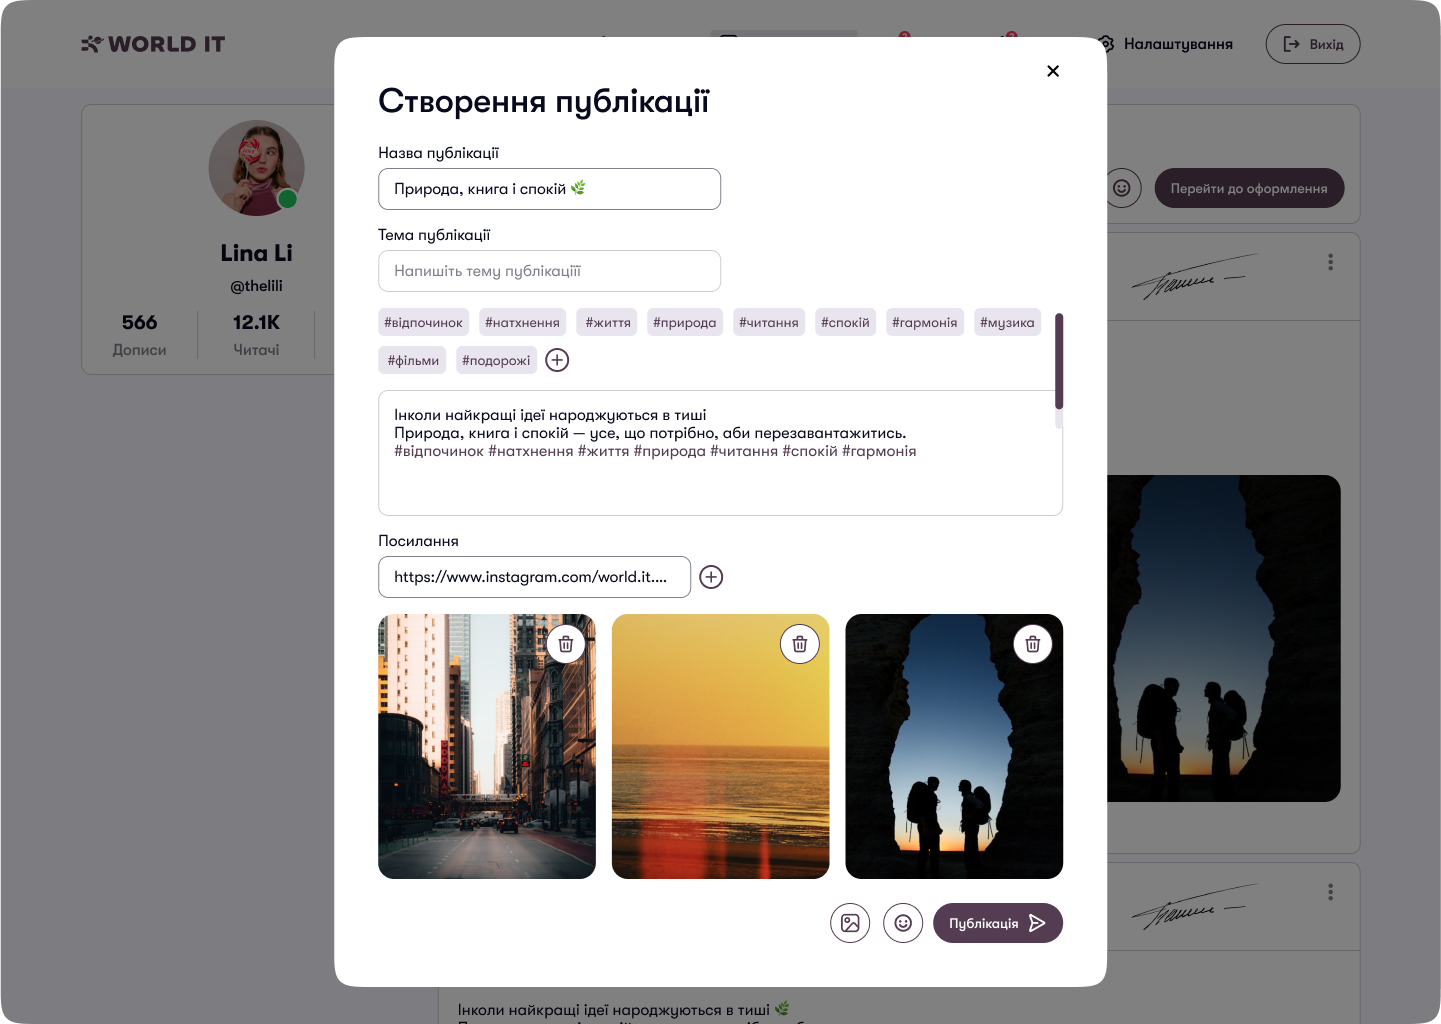 WORLD IT
Налаштування
Вихід
Створення публікації
Назва публікації
Природа, книга і спокій 🌿
Тема публікації
Напишіть тему публікаціїї
#відпочинок #натхнення #життя #природа #читання #спокій #гармонія #музика
#фільми #подорожі
Інколи найкращі ідеї народжуються в тиші
Природа, книга і спокій — усе, що потрібно, аби перезавантажитись.
#відпочинок #натхнення #життя #природа #читання #спокій #гармонія
Посилання
https://www.instagram.com/world.it....
Публікація
Lina Li
@thelili
566
12.1K
Дописи
Читачі
Перейти до оформлення
Інколи найкращі ідеї народжуються в тиші 🌿